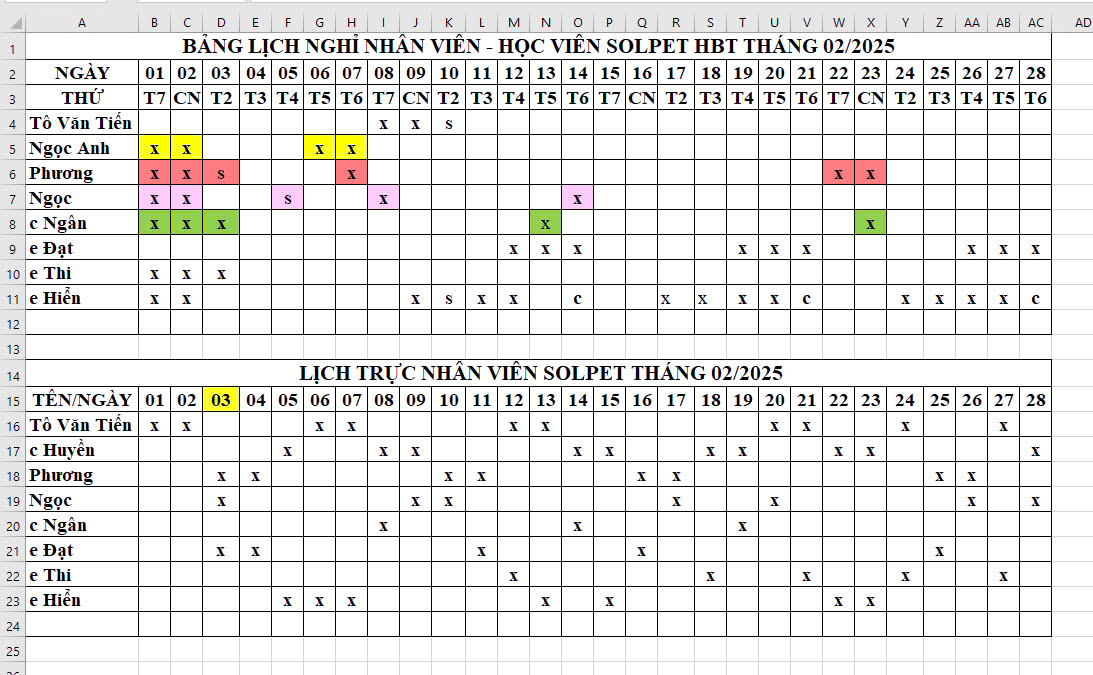 A B C D E F G H I J K L M N O P Q R S T U V W X Y Z AA AB AC AD
1 BẢNG LỊCH NGHỈ NHÂN VIÊN - HỌC VIÊN SOLPET HBT THÁNG 02/2025
2 NGÀY 01 02 03 04 05 06 07 08 09 10 11 12 13 14 15 16 17 18 19 20 21 22 23 24 25 26 27 28
3 THỨ T7 CN T2 T3 T4 T5 T6 T7 CN T2 T3 T4 T5 T6 T7 CN T2 T3 T4 T5 T6 T7 CN T2 T3 T4 T5 T6
4 Tô Văn Tiến x x s
5 Ngọc Anh x x x x
6 Phương x x s x x x
7 Ngọc x x s x x
8 c Ngân x x x x x
9 e Đạt x x x x x x x x x
10 e Thi x x x
11 e Hiển x x x s x x c x x x x c x x x x c
12
13
14 LỊCH TRỰC NHÂN VIÊN SOLPET THÁNG 02/2025
15 TÊN/NGÀY 01 02 03 04 05 06 07 08 09 10 11 12 13 14 15 16 17 18 19 20 21 22 23 24 25 26 27 28
16 Tô Văn Tiến x x x x x x x x x x
17 c Huyền x x x x x x x x x x
18 Phương x x x x x x x x
19 Ngọc x x x x x x x
20 c Ngân x x x
21 e Đạt x x x x x
22 e Thi x x x x x
23 e Hiển x x x x x x x
24
25